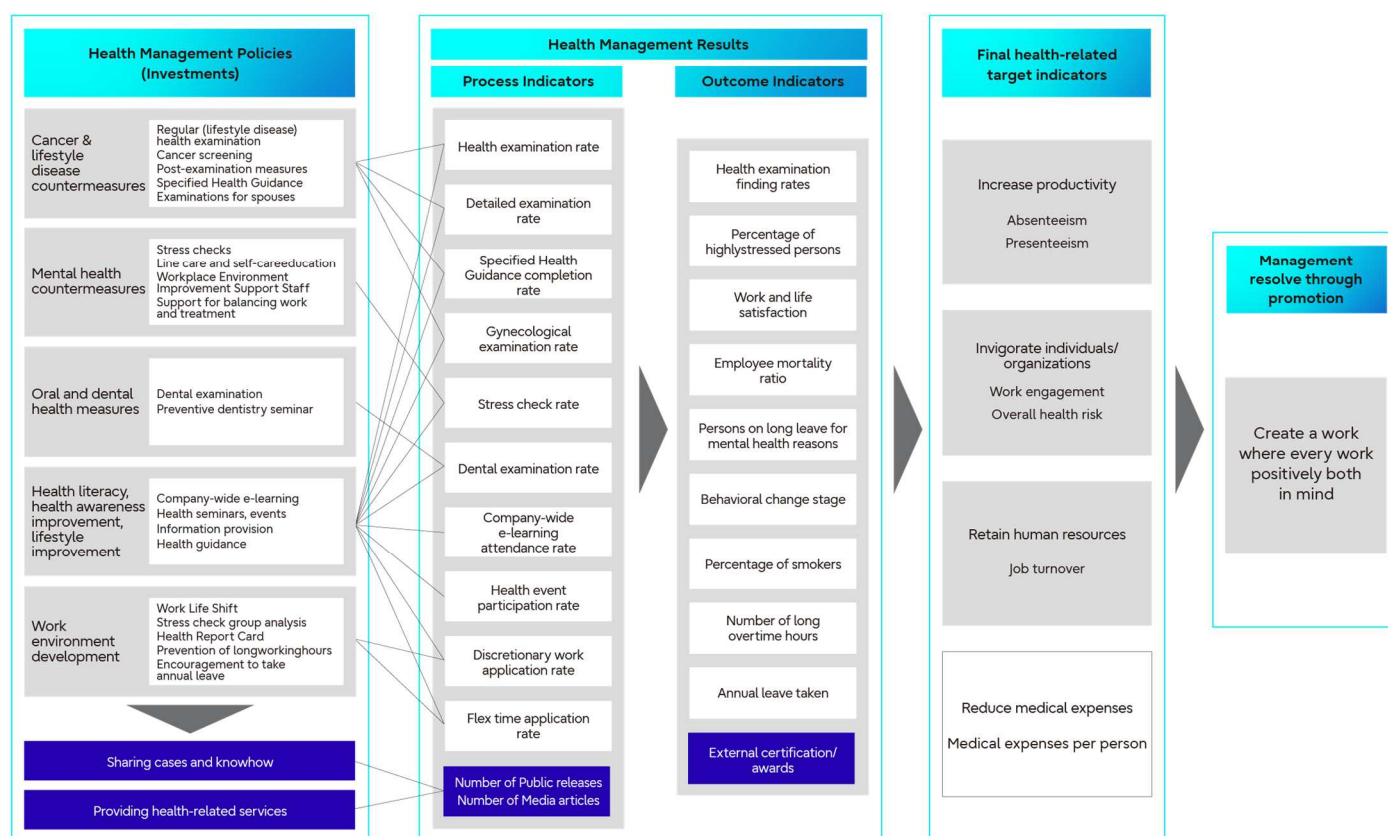 Health Management Policies
(Investments)
Cancer &
lifestyle
disease
countermeasures
Regular (lifestyle disease)
health examination
Cancer screening
Post-examination measures
Specified Health Guidance
Examinations for spouses
Mental health
countermeasures
Stress checks
Line care and self-careeducation
Workplace Environment
Improvement Support Staff
Support for balancing work
and treatment
Oral and dental
health measures
Dental examination
Preventive dentistry seminar
Health literacy,
health awareness
improvement,
lifestyle
improvement
Company-wide e-learning
Health seminars, events
Information provision
Health guidance
Work
environment
development
Work Life Shift
Stress check group analysis
Health Report Card
Prevention of longworkinghours
Encouragement to take
annual leave
Sharing cases and knowhow
Providing health-related services
Health Management Results
Process Indicators
Health examination rate
Detailed examination
rate
Specified Health
Guidance completion
rate
Gynecological
examination rate
Stress check rate
Dental examination rate
Company-wide
e-learning
attendance rate
Health event
participation rate
Discretionary work
application rate
Flex time application
rate
Number of Public releases
Number of Media articles
Outcome Indicators
Health examination
finding rates
Percentage of
highlystressed persons
Work and life
satisfaction
Employee mortality
ratio
Persons on long leave for
mental health reasons
Behavioral change stage
Percentage of smokers
Number of long
overtime hours
Annual leave taken
External certification/
awards
Final health-related
target indicators
Increase productivity
Absenteeism
Presenteeism
Invigorate individuals/
organizations
Work engagement
Overall health risk
Retain human resources
Job turnover
Reduce medical expenses
Medical expenses per person
Management
resolve through
promotion
Create a work
where every work
positively both
in mind